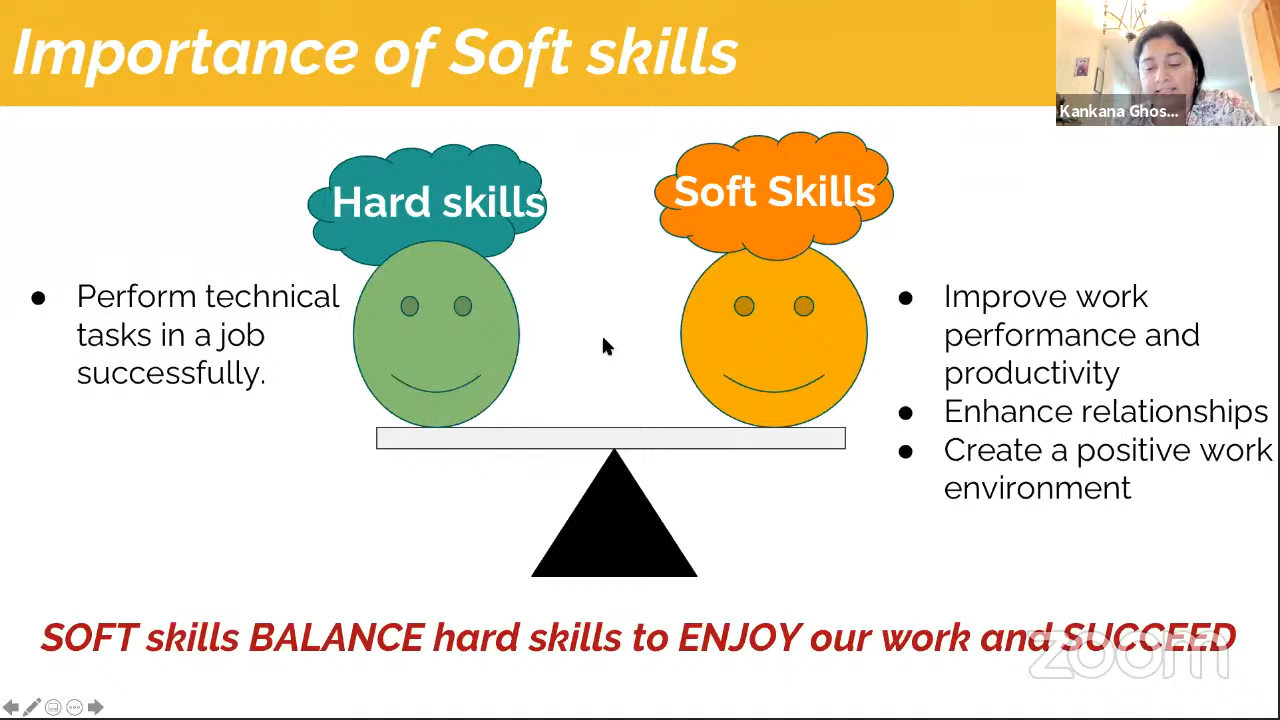 Importance of Soft skills
Kankana Ghos...
Hard skills
Soft Skills
● Perform technical
tasks in a job
successfully.
● Improve work
performance and
productivity
● Enhance relationships
● Create a positive work
environment
SOFT skills BALANCE hard skills to ENJOY our work and SUCCEED
zoom